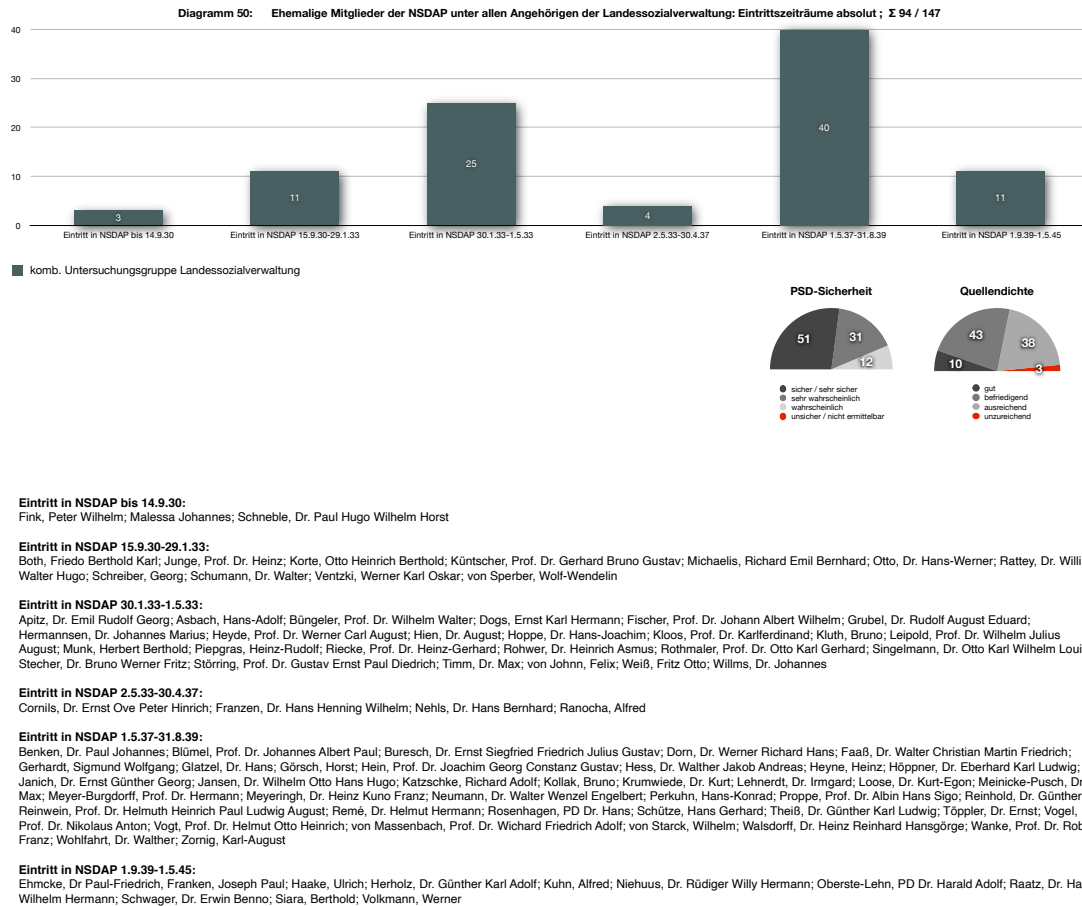 Diagramm 50: Ehemalige Mitglieder der NSDAP unter allen Angehörigen der Landessozialverwaltung: Eintrittszeiträume absolut ; Σ 94 / 147
40
30
20
10
0
3
11
25
4
40
11
Eintritt in NSDAP bis 14.9.30
Eintritt in NSDAP 15.9.30-29.1.33
Eintritt in NSDAP 30.1.33-1.5.33
Eintritt in NSDAP 2.5.33-30.4.37
Eintritt in NSDAP 1.5.37-31.8.39
Eintritt in NSDAP 1.9.39-1.5.45
komb. Untersuchungsgruppe Landessozialverwaltung
PSD-Sicherheit
51
31
12
sicher / sehr sicher
sehr wahrscheinlich
wahrscheinlich
unsicher / nicht ermittelbar
Quellendichte
10
43
38
3
gut
befriedigend
ausreichend
unzureichend
Eintritt in NSDAP bis 14.9.30:
Fink, Peter Wilhelm; Malessa Johannes; Schneble, Dr. Paul Hugo Wilhelm Horst
Eintritt in NSDAP 15.9.30-29.1.33:
Both, Friedo Berthold Karl; Junge, Prof. Dr. Heinz; Korte, Otto Heinrich Berthold; Küntscher, Prof. Dr. Gerhard Bruno Gustav; Michaelis, Richard Emil Bernhard; Otto, Dr. Hans-Werner; Rattey, Dr. Willi
Walter Hugo; Schreiber, Georg; Schumann, Dr. Walter; Ventzki, Werner Karl Oskar; von Sperber, Wolf-Wendelin
Eintritt in NSDAP 30.1.33-1.5.33:
Apitz, Dr. Emil Rudolf Georg; Asbach, Hans-Adolf; Büngeler, Prof. Dr. Wilhelm Walter; Dogs, Ernst Karl Hermann; Fischer, Prof. Dr. Johann Albert Wilhelm; Grubel, Dr. Rudolf August Eduard;
Hermannsen, Dr. Johannes Marius; Heyde, Prof. Dr. Werner Carl August; Hien, Dr. August; Hoppe, Dr. Hans-Joachim; Kloos, Prof. Dr. Karlferdinand; Kluth, Bruno; Leipold, Prof. Dr. Wilhelm Julius
August; Munk, Herbert Berthold; Piepgras, Heinz-Rudolf; Riecke, Prof. Dr. Heinz-Gerhard; Rohwer, Dr. Heinrich Asmus; Rothmaler, Prof. Dr. Otto Karl Gerhard; Singelmann, Dr. Otto Karl Wilhelm Loui
Stecher, Dr. Bruno Werner Fritz; Störring, Prof. Dr. Gustav Ernst Paul Diedrich; Timm, Dr. Max; von Johnn, Felix; Weiß, Fritz Otto; Willms, Dr. Johannes
Eintritt in NSDAP 2.5.33-30.4.37:
Cornils, Dr. Ernst Ove Peter Hinrich; Franzen, Dr. Hans Henning Wilhelm; Nehls, Dr. Hans Bernhard; Ranocha, Alfred
Eintritt in NSDAP 1.5.37-31.8.39:
Benken, Dr. Paul Johannes; Blümel, Prof. Dr. Johannes Albert Paul; Buresch, Dr. Ernst Siegfried Friedrich Julius Gustav; Dorn, Dr. Werner Richard Hans; Faaß, Dr. Walter Christian Martin Friedrich;
Gerhardt, Sigmund Wolfgang; Glatzel, Dr. Hans; Görsch, Horst; Hein, Prof. Dr. Joachim Georg Constanz Gustav; Hess, Dr. Walther Jakob Andreas; Heyne, Heinz; Höppner, Dr. Eberhard Karl Ludwig;
Janich, Dr. Ernst Günther Georg; Jansen, Dr. Wilhelm Otto Hans Hugo; Katzschke, Richard Adolf; Kollak, Bruno; Krumwiede, Dr. Kurt; Lehnerdt, Dr. Irmgard; Loose, Dr. Kurt-Egon; Meinicke-Pusch, Dr
Max; Meyer-Burgdorff, Prof. Dr. Hermann; Meyeringh, Dr. Heinz Kuno Franz; Neumann, Dr. Walter Wenzel Engelbert; Perkuhn, Hans-Konrad; Proppe, Prof. Dr. Albin Hans Sigo; Reinhold, Dr. Günther
Reinwein, Prof. Dr. Helmuth Heinrich Paul Ludwig August; Remé, Dr. Helmut Hermann; Rosenhagen, PD Dr. Hans; Schütze, Hans Gerhard; Theiß, Dr. Günther Karl Ludwig; Töppler, Dr. Ernst; Vogel,
Prof. Dr. Nikolaus Anton; Vogt, Prof. Dr. Helmut Otto Heinrich; von Massenbach, Prof. Dr. Wichard Friedrich Adolf; von Starck, Wilhelm; Walsdorff, Dr. Heinz Reinhard Hansgörge; Wanke, Prof. Dr. Rob
Franz; Wohlfahrt, Dr. Walther; Zornig, Karl-August
Eintritt in NSDAP 1.9.39-1.5.45:
Ehmcke, Dr Paul-Friedrich, Franken, Joseph Paul; Haake, Ulrich; Herholz, Dr. Günther Karl Adolf; Kuhn, Alfred; Niehuus, Dr. Rüdiger Willy Hermann; Oberste-Lehn, PD Dr. Harald Adolf; Raatz, Dr. Ha
Wilhelm Hermann; Schwager, Dr. Erwin Benno; Siara, Berthold; Volkmann, Werner